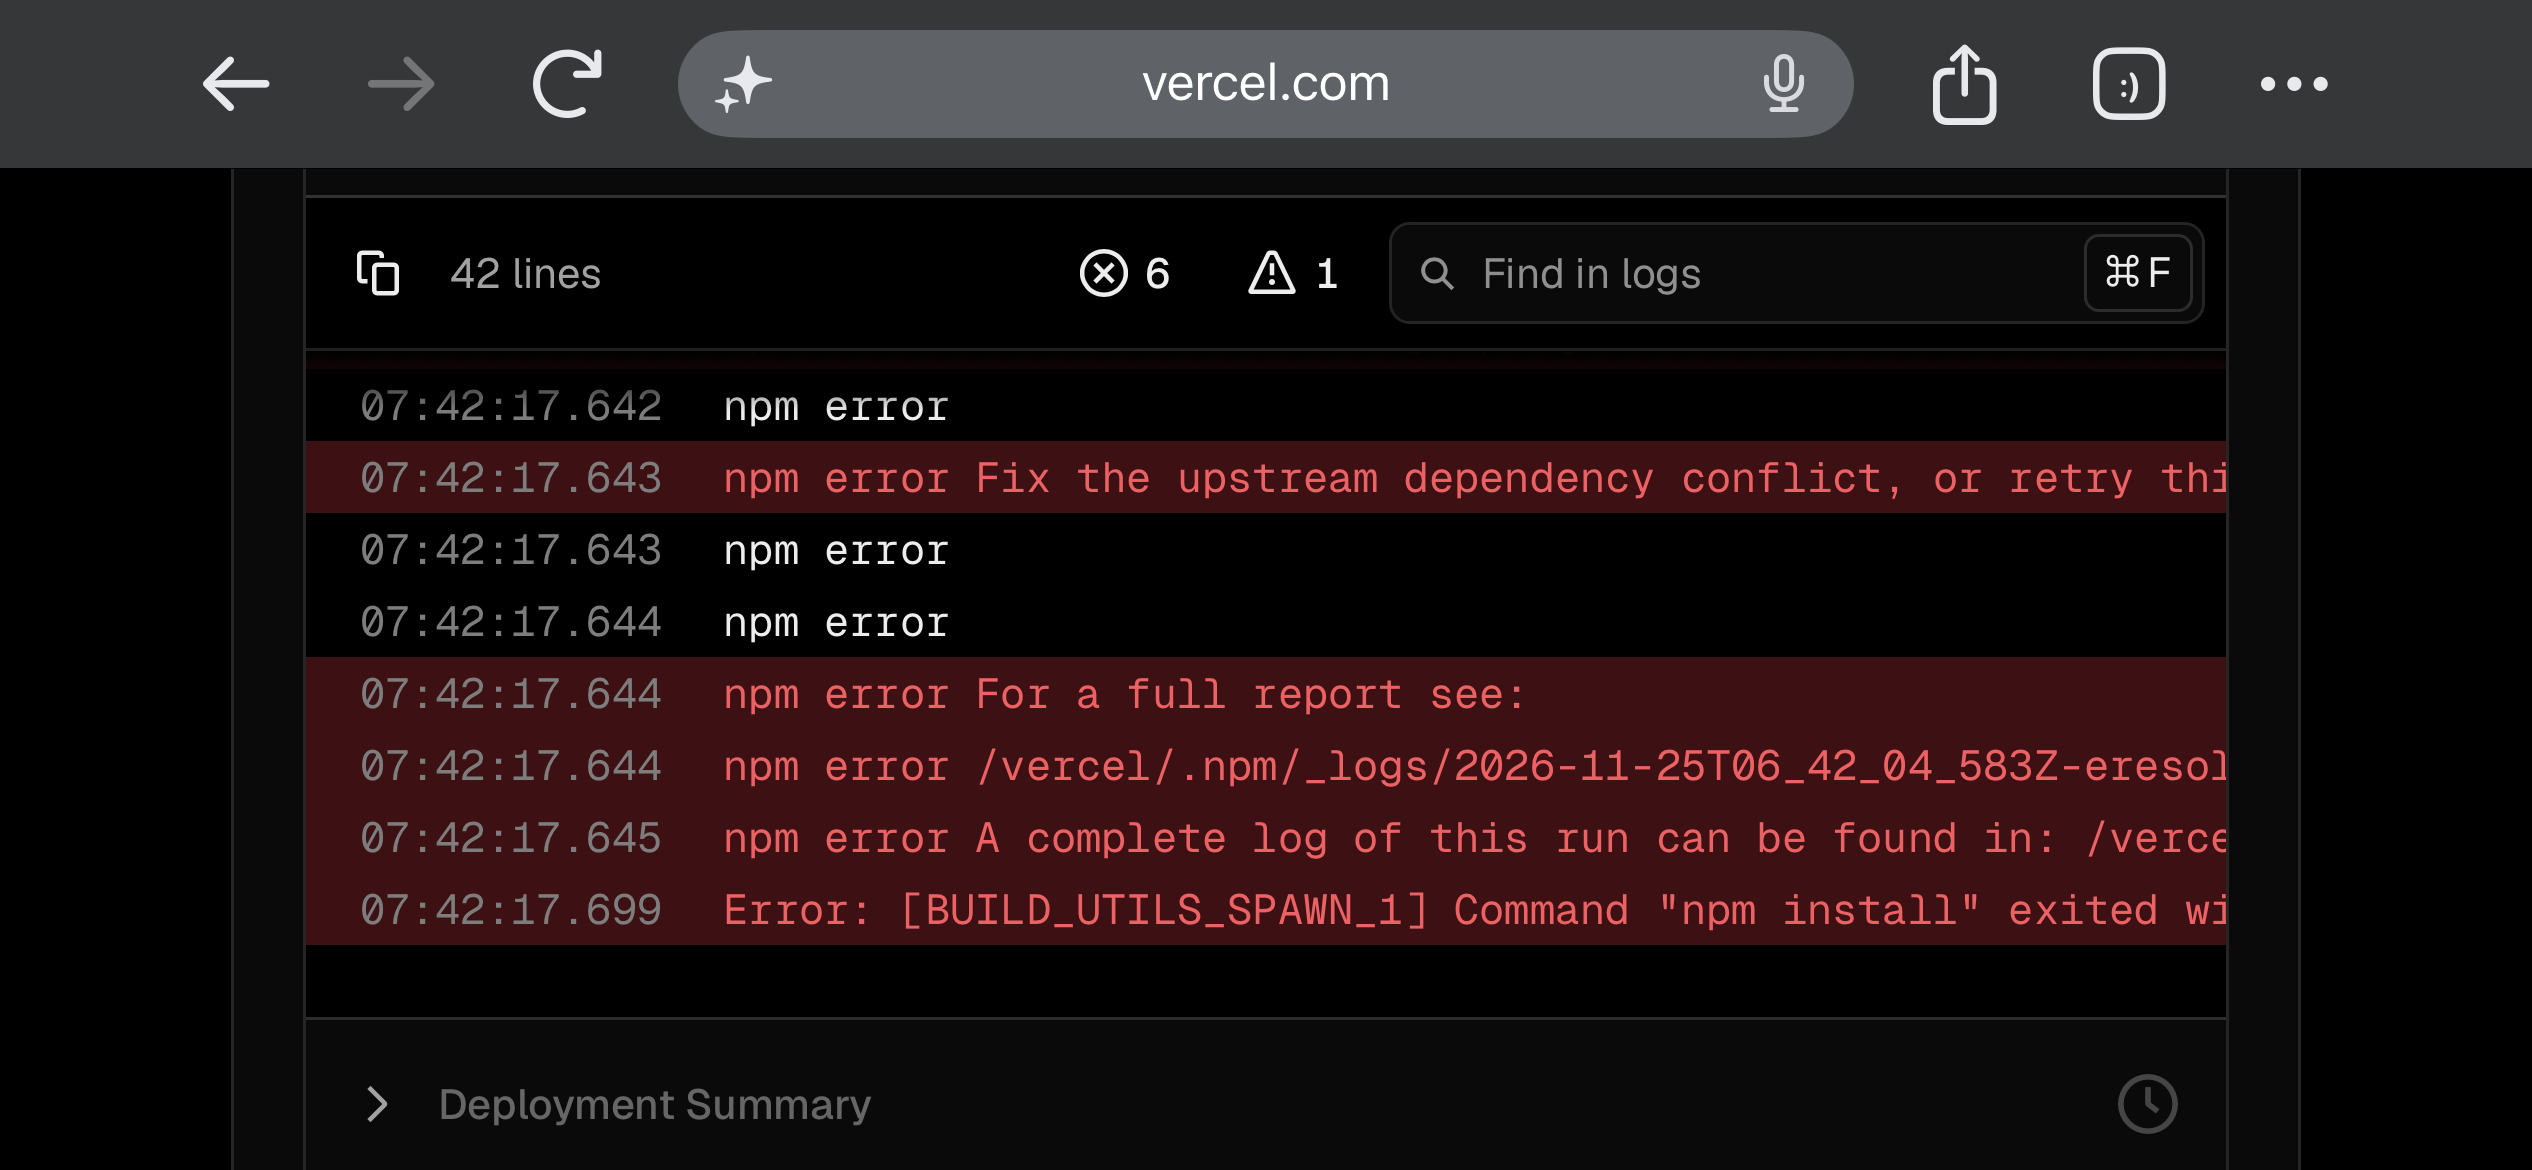 vercel.com
:)
42 lines
6
1
Find in logs
⌘F
07:42:17.642 npm error
07:42:17.643 npm error Fix the upstream dependency conflict, or retry thi
07:42:17.643 npm error
07:42:17.644 npm error
07:42:17.644 npm error For a full report see:
07:42:17.644 npm error /vercel/.npm/_logs/2026-11-25T06_42_04_583Z-eresol
07:42:17.645 npm error A complete log of this run can be found in: /verce
07:42:17.699 Error: [BUILD_UTILS_SPAWN_1] Command "npm install" exited wi
Deployment Summary